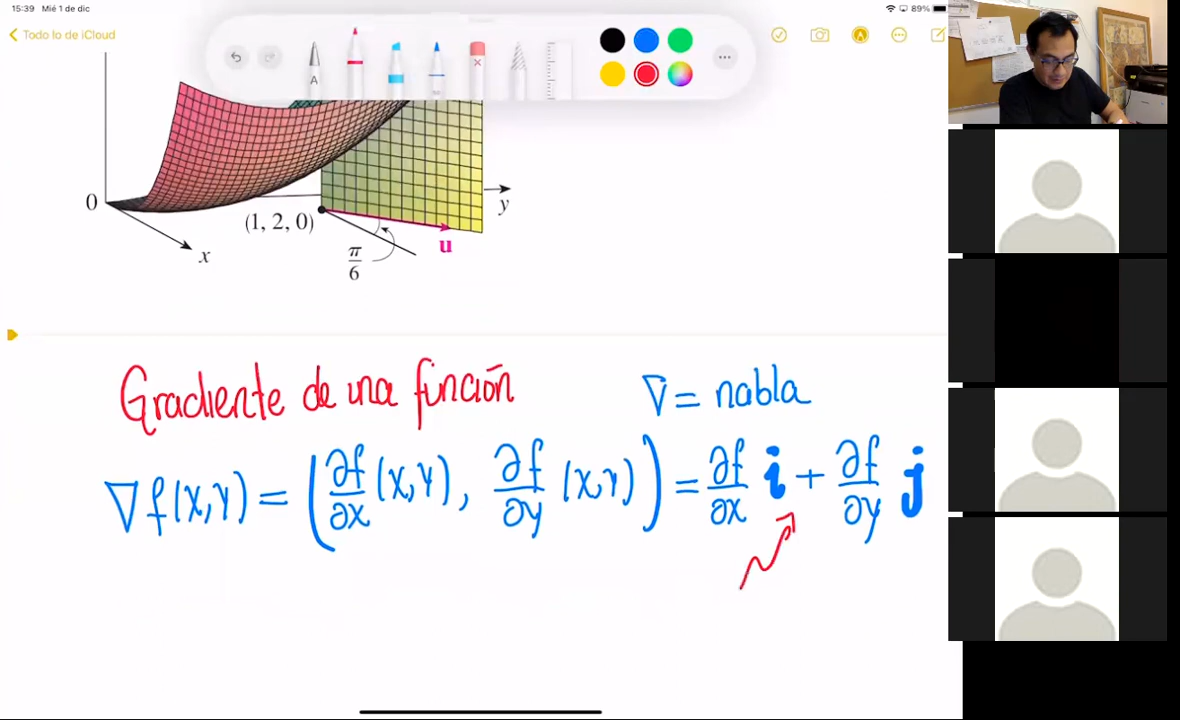 15:39 Mié 1 de dic
89%
Todo lo de iCloud
A
0
(1, 2, 0)
y
x
π/6
u
Gradiente de una función
∇ = nabla
∇f(x,y) = (∂f/∂x (x,y), ∂f/∂y (x,y)) = ∂f/∂x i + ∂f/∂y j